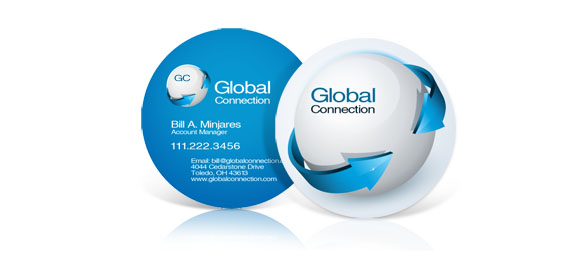 GC
Global
Connection
Bill A. Minjares
Account Manager
111.222.3456
Email: bill@globalconnection.
4044 Cedarstone Drive
Toledo, OH 43613
www.globalconnection.com
Global
Connection